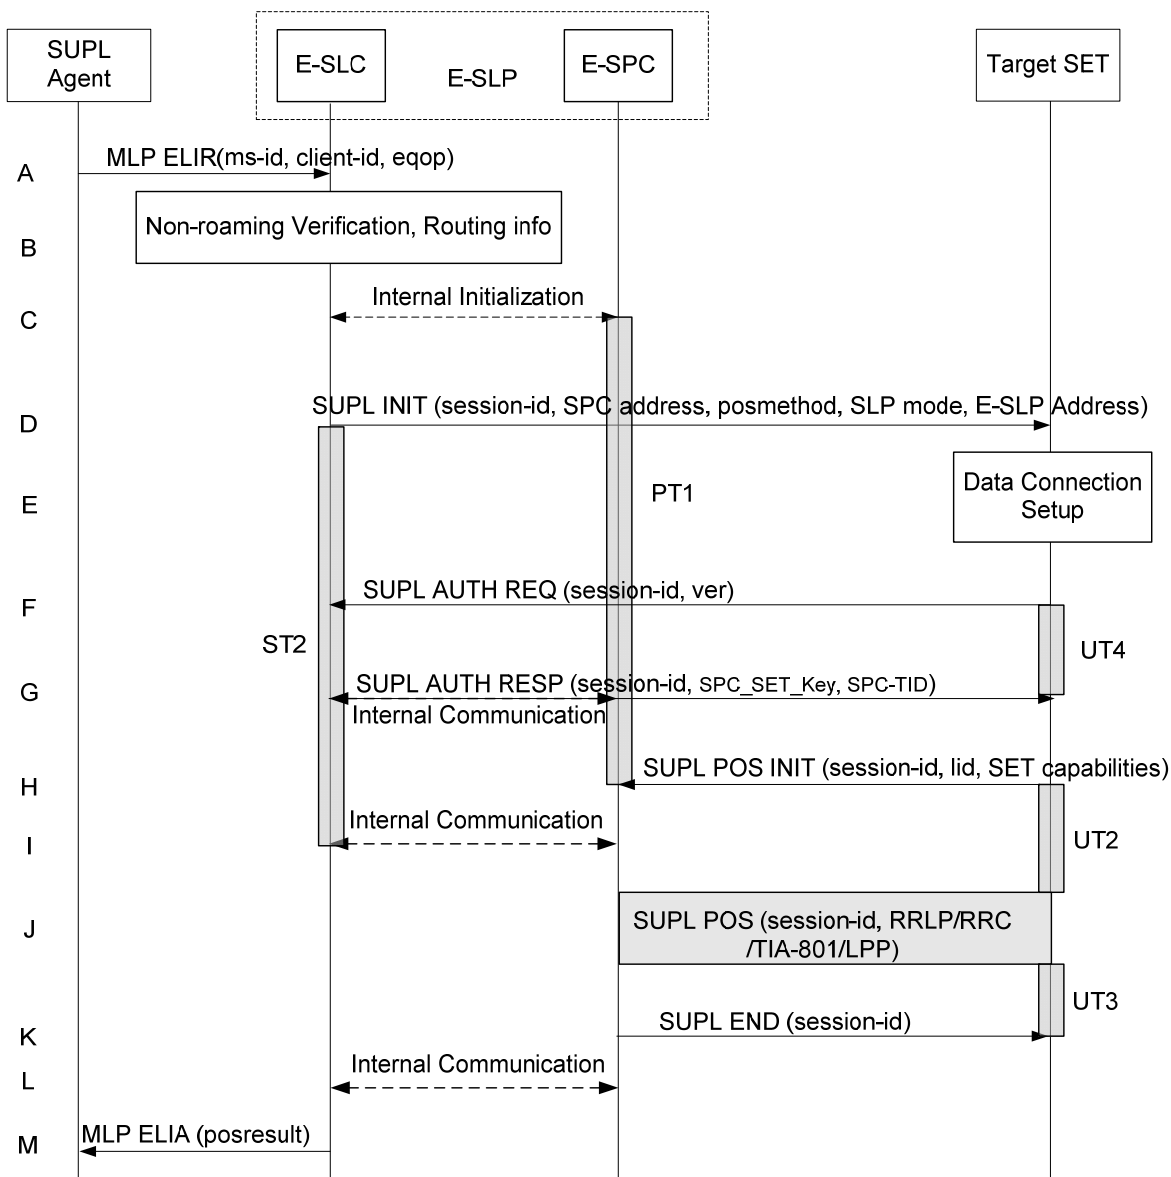 SUPL
Agent
E-SLC
E-SLP
E-SPC
Target SET
A
MLP ELIR(ms-id, client-id, eqop)
B
Non-roaming Verification, Routing info
C
Internal Initialization
D
SUPL INIT (session-id, SPC address, posmethod, SLP mode, E-SLP Address)
E
PT1
Data Connection
Setup
F
SUPL AUTH REQ (session-id, ver)
ST2
UT4
G
SUPL AUTH RESP (session-id, SPC_SET_Key, SPC-TID)
Internal Communication
H
SUPL POS INIT (session-id, lid, SET capabilities)
I
Internal Communication
UT2
J
SUPL POS (session-id, RRLP/RRC
/TIA-801/LPP)
UT3
K
SUPL END (session-id)
L
Internal Communication
M
MLP ELIA (posresult)